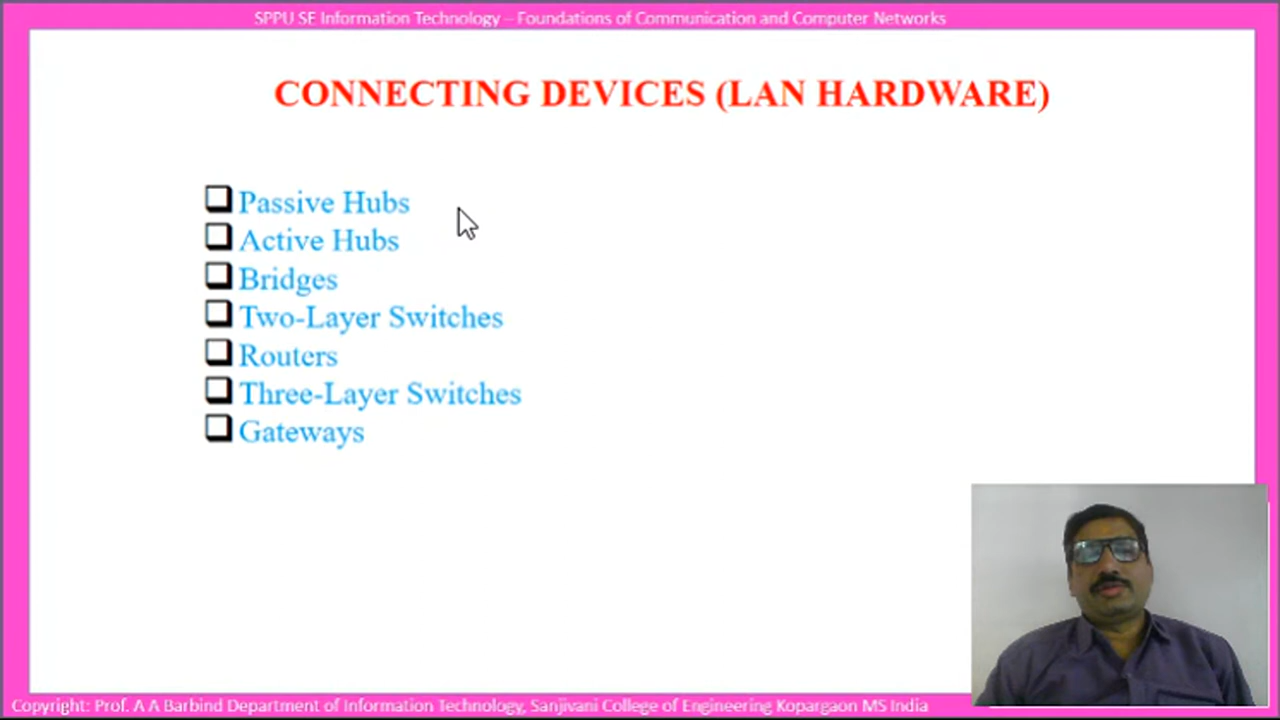 SPPU SE Information Technology – Foundations of Communication and Computer Networks
CONNECTING DEVICES (LAN HARDWARE)
Passive Hubs
Active Hubs
Bridges
Two-Layer Switches
Routers
Three-Layer Switches
Gateways
Copyright: Prof. A A Barbind Department of Information Technology, Sanjivani College of Engineering Kopargaon MS India